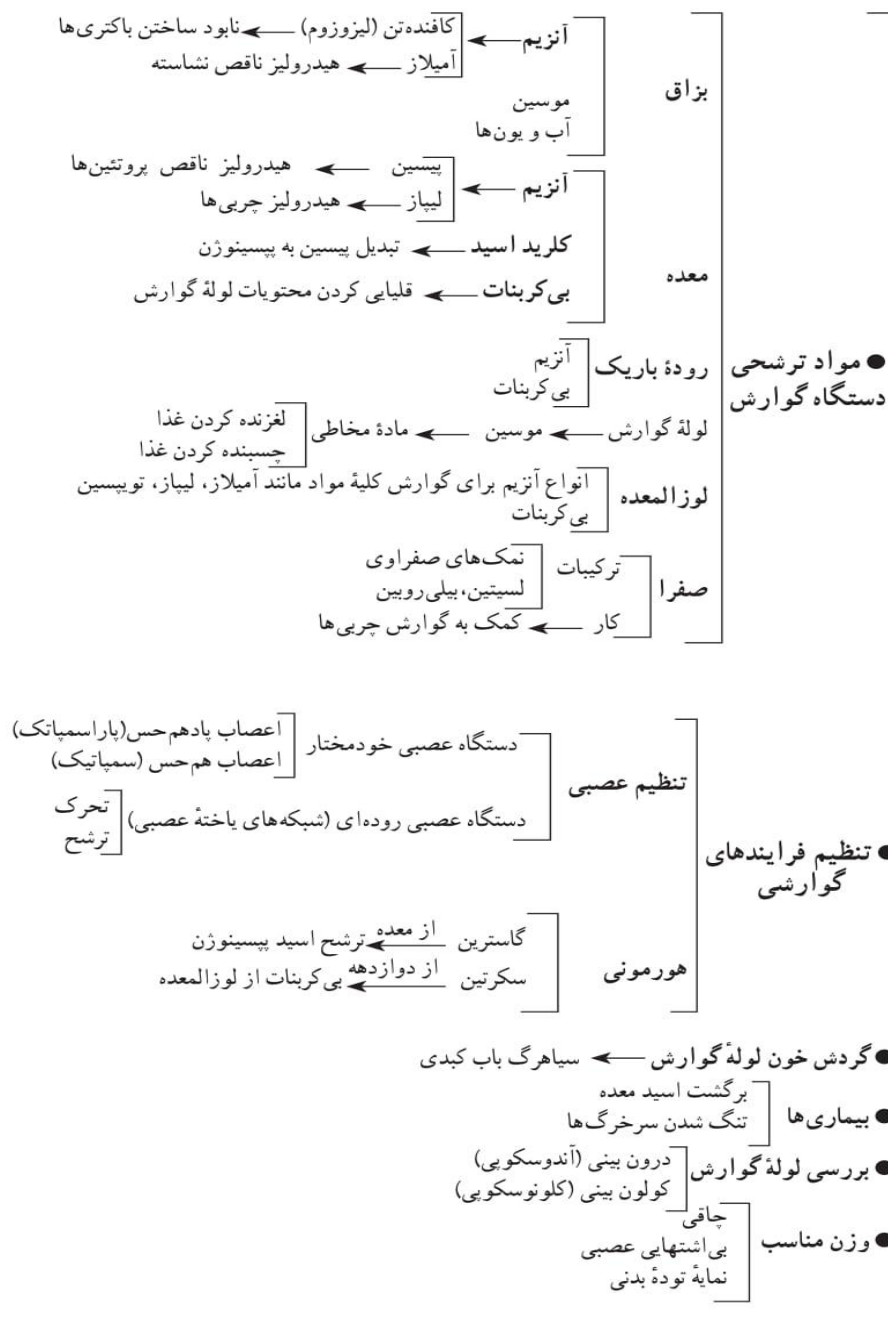 ● مواد ترشحی
دستگاه گوارش
بزاق
آنزیم
کافنده‌تن (لیزوزوم) ← نابود ساختن باکتری‌ها
آمیلاز ← هیدرولیز ناقص نشاسته
موسین
آب و یون‌ها
معده
آنزیم
پپسین ← هیدرولیز ناقص پروتئین‌ها
لیپاز ← هیدرولیز چربی‌ها
کلرید اسید ← تبدیل پپسین به پپسینوژن
بی‌کربنات ← قلیایی کردن محتویات لولهٔ گوارش
رودهٔ باریک
آنزیم
بی‌کربنات
لولهٔ گوارش ← موسین ← مادهٔ مخاطی
لغزنده کردن غذا
چسبنده کردن غذا
لوزالمعده
انواع آنزیم برای گوارش کلیهٔ مواد مانند آمیلاز، لیپاز، تویپسین
بی‌کربنات
صفرا
ترکیبات
نمک‌های صفراوی
لسیتین، بیلی‌روبین
کار ← کمک به گوارش چربی‌ها
● تنظیم فرایندهای
گوارشی
تنظیم عصبی
دستگاه عصبی خودمختار
اعصاب پادهم‌حس (پاراسمپاتک)
اعصاب هم‌حس (سمپاتیک)
دستگاه عصبی روده‌ای (شبکه‌های یاختهٔ عصبی)
تحرک
ترشح
هورمونی
گاسترین از معده ← ترشح اسید پپسینوژن
سکرتین از دوازدهه ← بی‌کربنات از لوزالمعده
● گردش خون لولهٔ گوارش ← سیاهرگ باب کبدی
● بیماری‌ها
برگشت اسید معده
تنگ شدن سرخرگ‌ها
● بررسی لولهٔ گوارش
درون بینی (آندوسکوپی)
کولون بینی (کلونوسکوپی)
● وزن مناسب
چاقی
بی‌اشتهایی عصبی
نمایهٔ تودهٔ بدنی